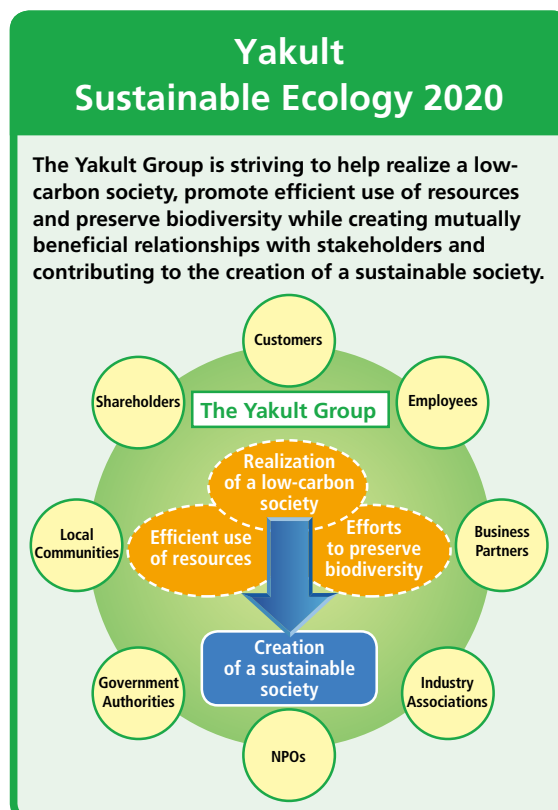 Yakult
Sustainable Ecology 2020
The Yakult Group is striving to help realize a low-
carbon society, promote efficient use of resources
and preserve biodiversity while creating mutually
beneficial relationships with stakeholders and
contributing to the creation of a sustainable society.
Customers
Shareholders
Employees
The Yakult Group
Realization
of a low-carbon
society
Efficient use
of resources
Efforts
to preserve
biodiversity
Local
Communities
Business
Partners
Creation
of a sustainable
society
Government
Authorities
Industry
Associations
NPOs